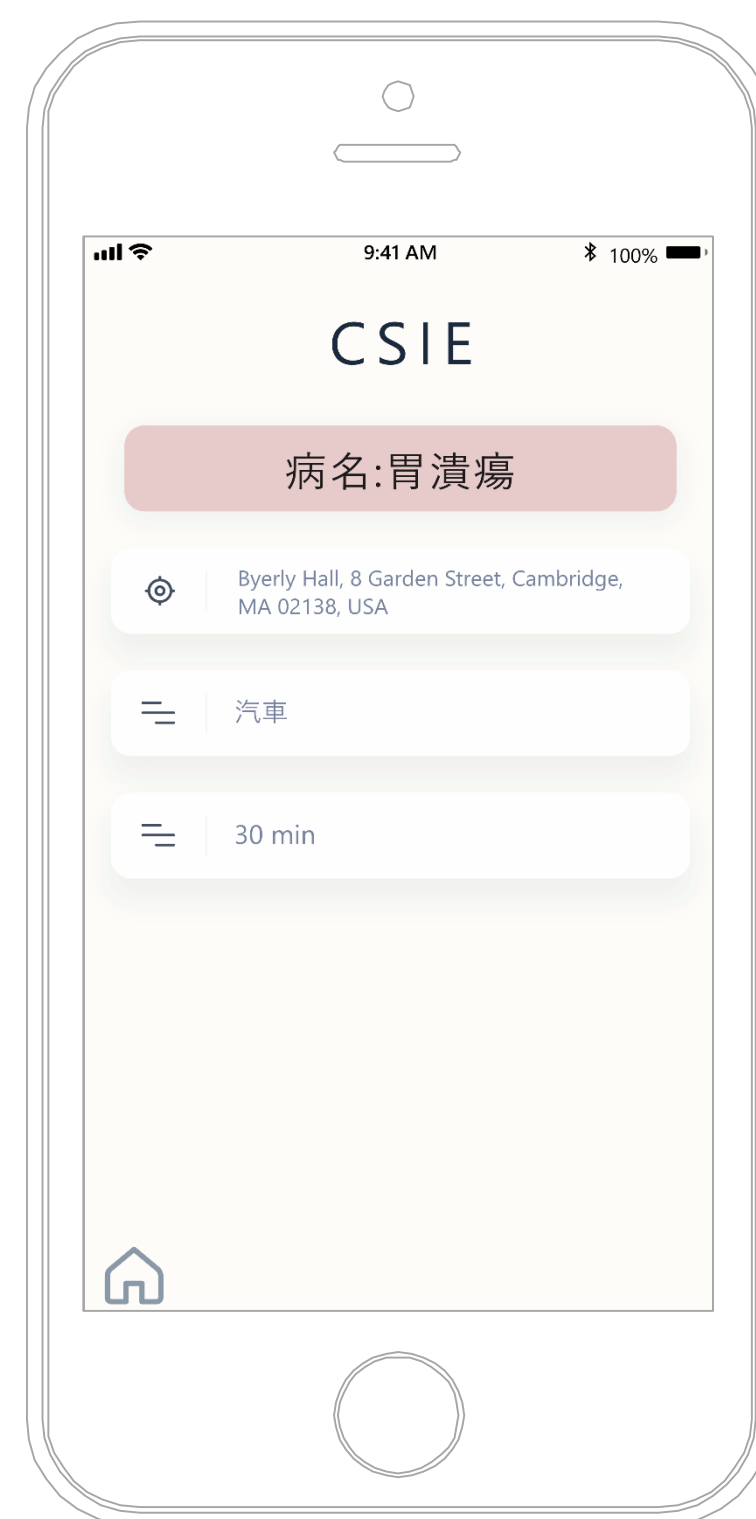 9:41 AM 100%
CSIE
病名:胃潰瘍
Byerly Hall, 8 Garden Street, Cambridge,
MA 02138, USA
汽車
30 min